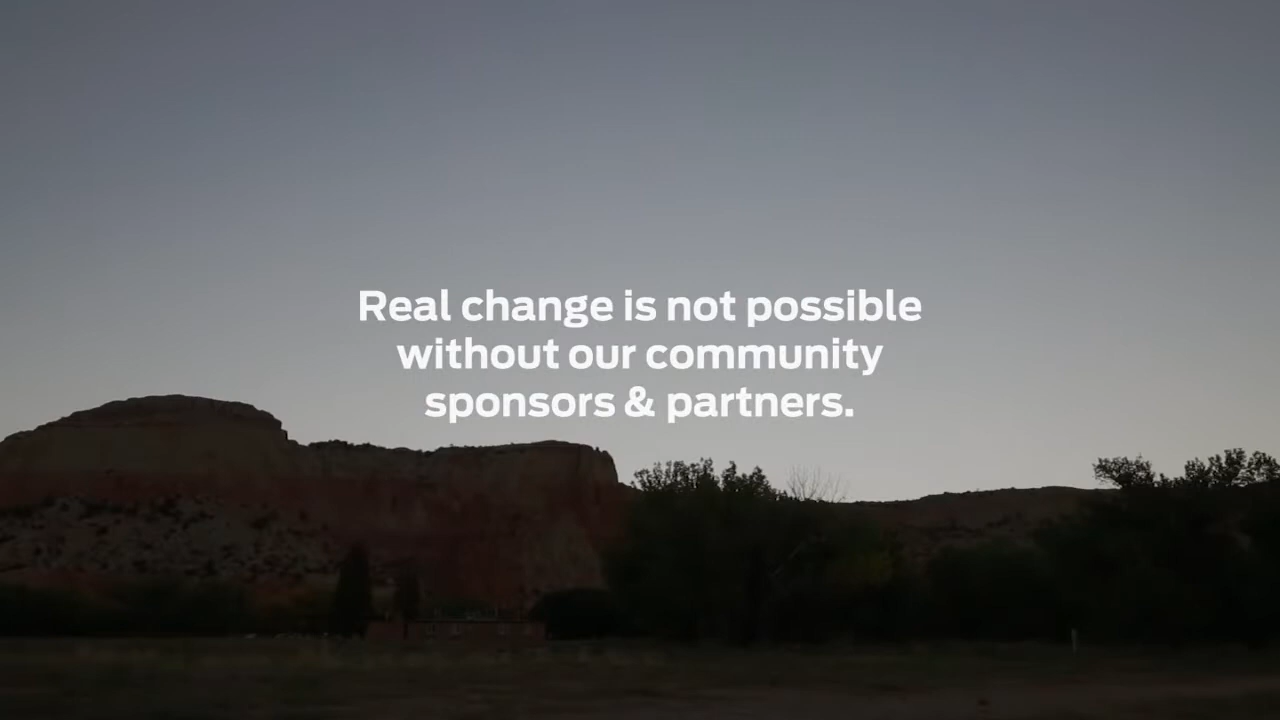 Real change is not possible
without our community
sponsors & partners.